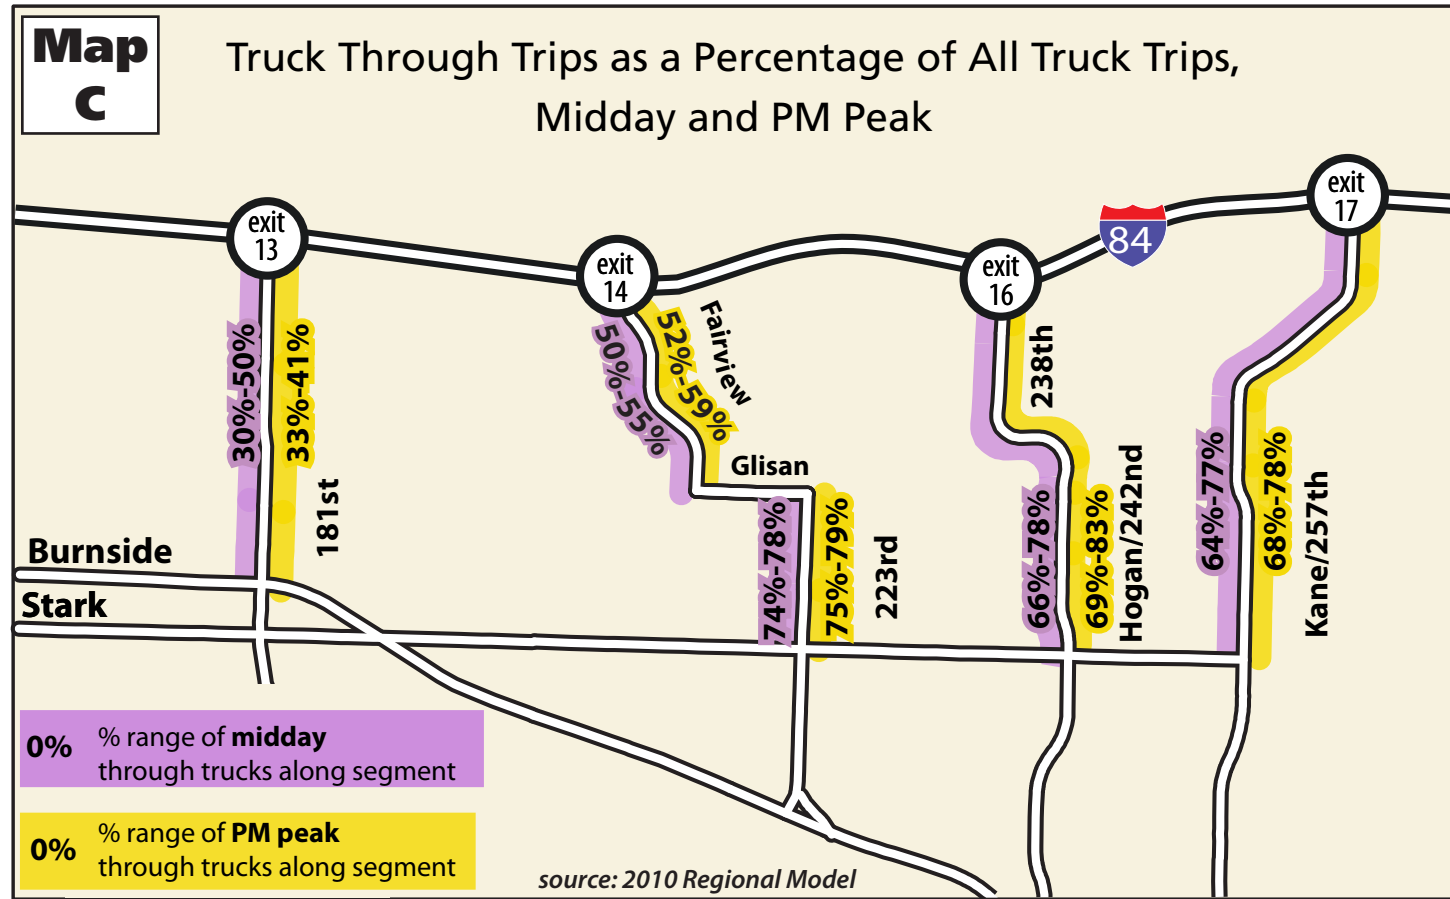 Map
C
Truck Through Trips as a Percentage of All Truck Trips,
Midday and PM Peak
exit
13
exit
14
exit
16
84
exit
17
30%-50%
33%-41%
181st
50%-55%
52%-59%
Fairview
Glisan
74%-78%
75%-79%
223rd
238th
66%-78%
69%-83%
Hogan/242nd
64%-77%
68%-78%
Kane/257th
Burnside
Stark
0%
% range of midday
through trucks along segment
0%
% range of PM peak
through trucks along segment
source: 2010 Regional Model